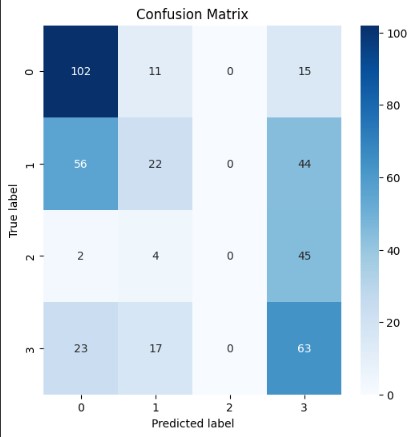 Confusion Matrix
0 102 11 0 15
1 56 22 0 44
2 2 4 0 45
3 23 17 0 63
0 1 2 3
True label
Predicted label
100
80
60
40
20
0